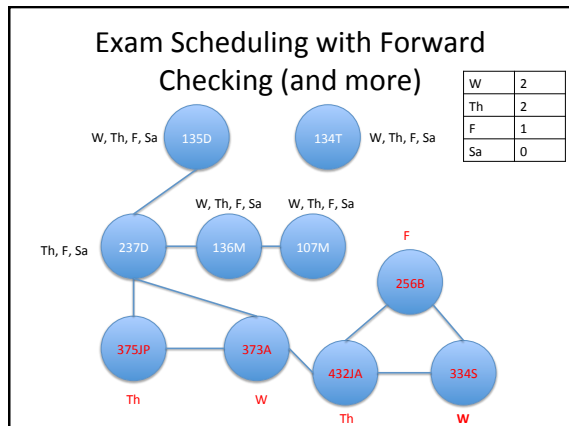 Exam Scheduling with Forward
Checking (and more)
W 2
Th 2
F 1
Sa 0
W, Th, F, Sa 135D 134T W, Th, F, Sa
W, Th, F, Sa W, Th, F, Sa
Th, F, Sa 237D 136M 107M
F
256B
375JP 373A 432JA 334S
Th W Th W